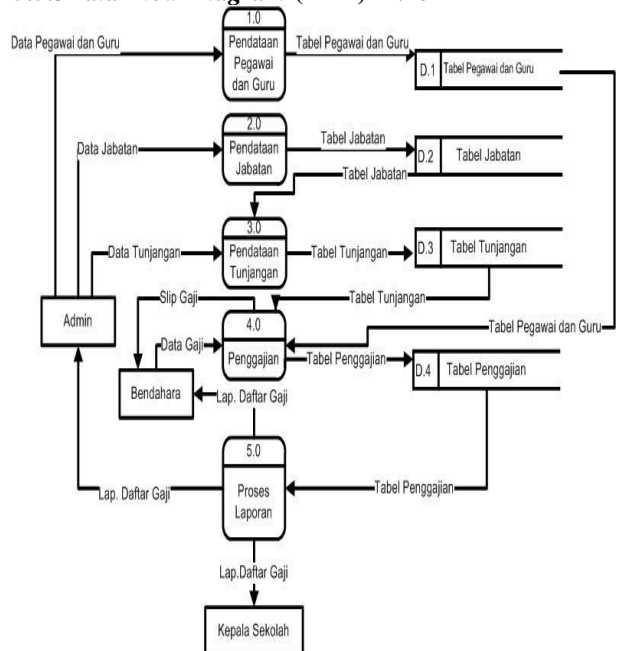 Data Flow Diagram (DFD)
1.0
Data Pegawai dan Guru
Pendataan
Pegawai
dan Guru
Tabel Pegawai dan Guru
D.1
Tabel Pegawai dan Guru
2.0
Data Jabatan
Pendataan
Jabatan
Tabel Jabatan
D.2
Tabel Jabatan
Tabel Jabatan
3.0
Data Tunjangan
Pendataan
Tunjangan
Tabel Tunjangan
D.3
Tabel Tunjangan
Slip Gaji
Tabel Tunjangan
Admin
4.0
Tabel Pegawai dan Guru
Data Gaji
Penggajian
Tabel Penggajian
D.4
Tabel Penggajian
Bendahara
Lap. Daftar Gaji
5.0
Lap. Daftar Gaji
Proses
Laporan
Tabel Penggajian
Lap.Daftar Gaji
Kepala Sekolah